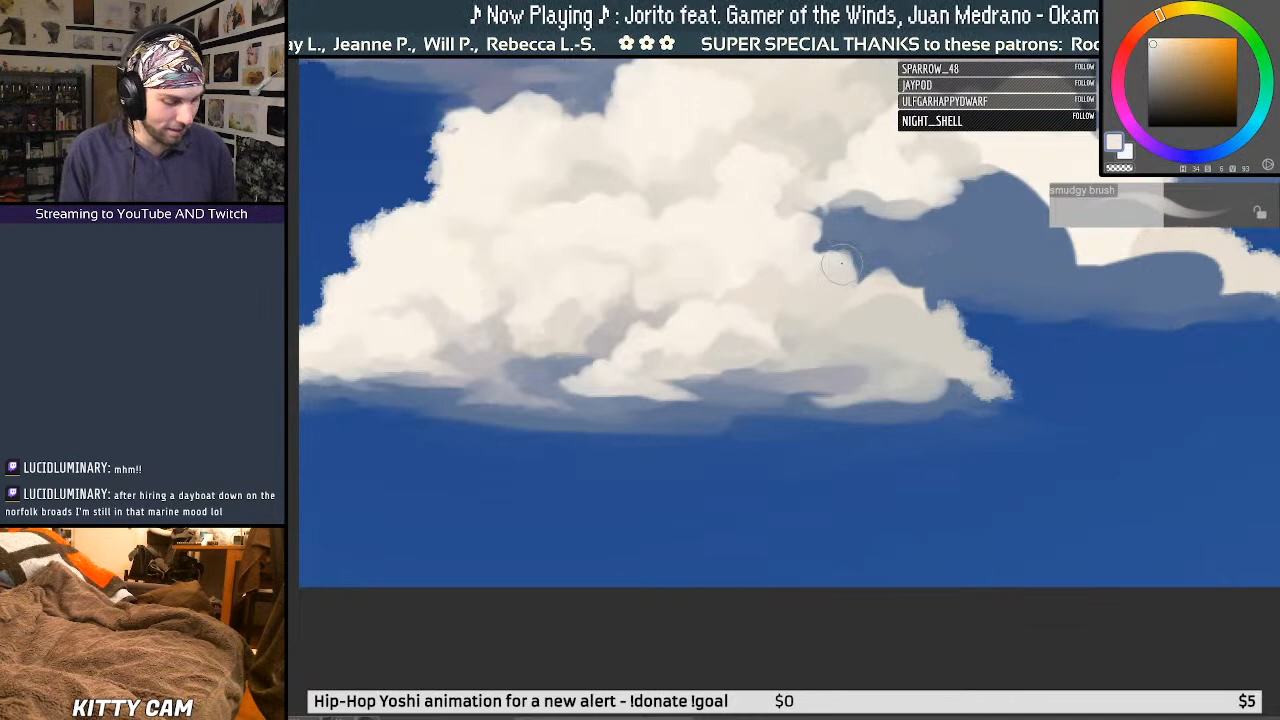 ♪ Now Playing ♪ : Jorito feat. Gamer of the Winds, Juan Medrano - Okam
ay L., Jeanne P., Will P., Rebecca L.-S. ✿ ✿ ✿ SUPER SPECIAL THANKS to these patrons: Roc
SPARROW_48 FOLLOW
JAYPOD FOLLOW
ULFGARHAPPYDWARF FOLLOW
NIGHT_SHELL FOLLOW
H 34 S 6 V 93
smudgy brush
Streaming to YouTube AND Twitch
LUCIDLUMINARY: mhm!!
LUCIDLUMINARY: after hiring a dayboat down on the
norfolk broads I'm still in that marine mood lol
KITTY CAM
Hip-Hop Yoshi animation for a new alert - !donate !goal $0 $5